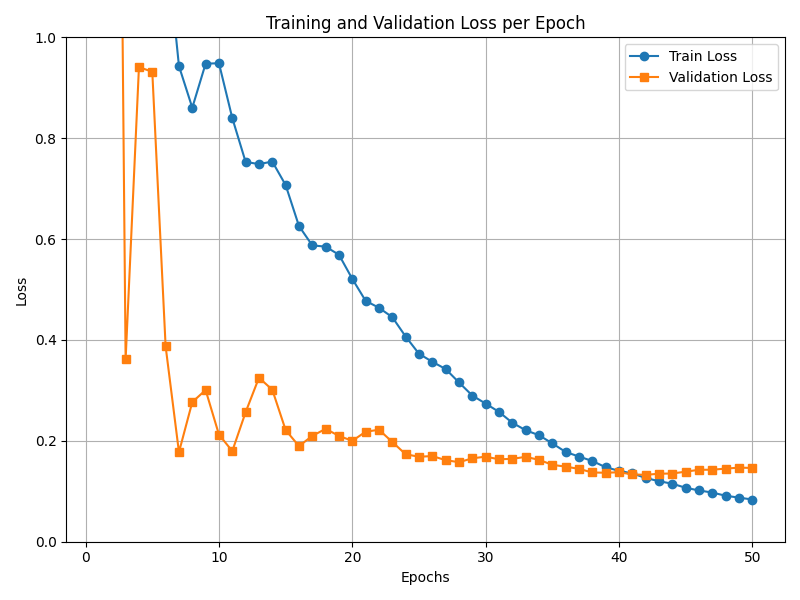 Training and Validation Loss per Epoch
Train Loss
Validation Loss
1.0
0.8
0.6
0.4
0.2
0.0
Loss
0 10 20 30 40 50
Epochs